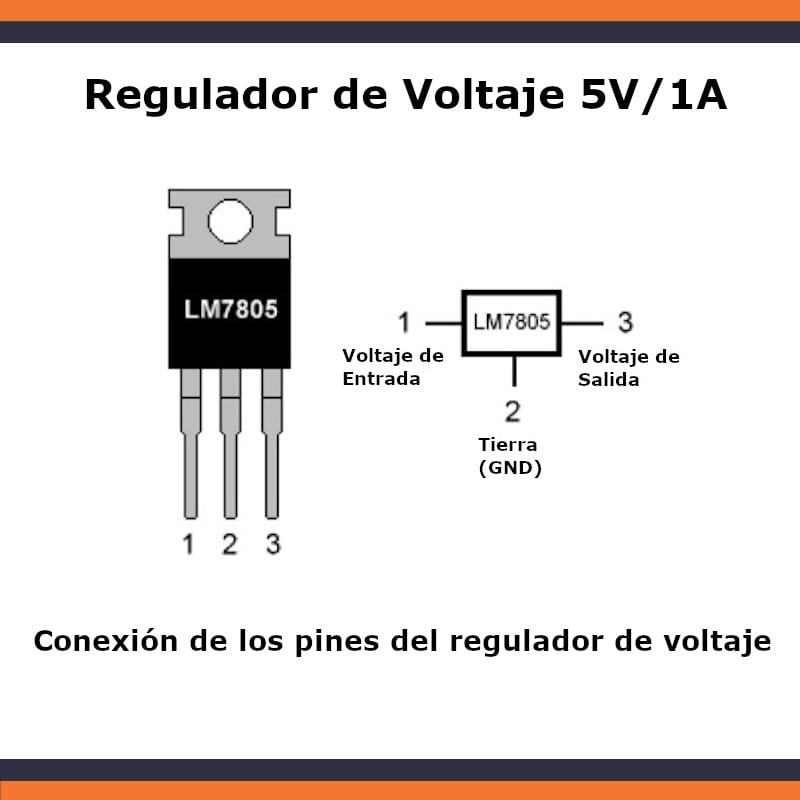 Regulador de Voltaje 5V/1A
LM7805
1 2 3
1
Voltaje de
Entrada
LM7805
3
Voltaje de
Salida
2
Tierra
(GND)
Conexión de los pines del regulador de voltaje